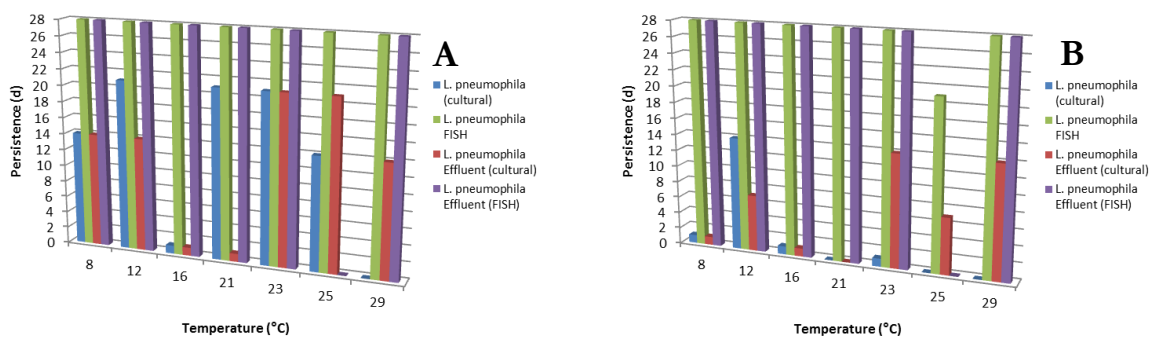 A
Persistence (d)
28
26
24
22
20
18
16
14
12
10
8
6
4
2
0
8
12
16
21
23
25
29
Temperature (°C)
L. pneumophila
(cultural)
L. pneumophila
FISH
L. pneumophila
Effluent (cultural)
L. pneumophila
Effluent (FISH)
B
Persistence (d)
28
26
24
22
20
18
16
14
12
10
8
6
4
2
0
8
12
16
21
23
25
29
Temperature (°C)
L. pneumophila
(cultural)
L. pneumophila
FISH
L. pneumophila
Effluent (cultural)
L. pneumophila
Effluent (FISH)